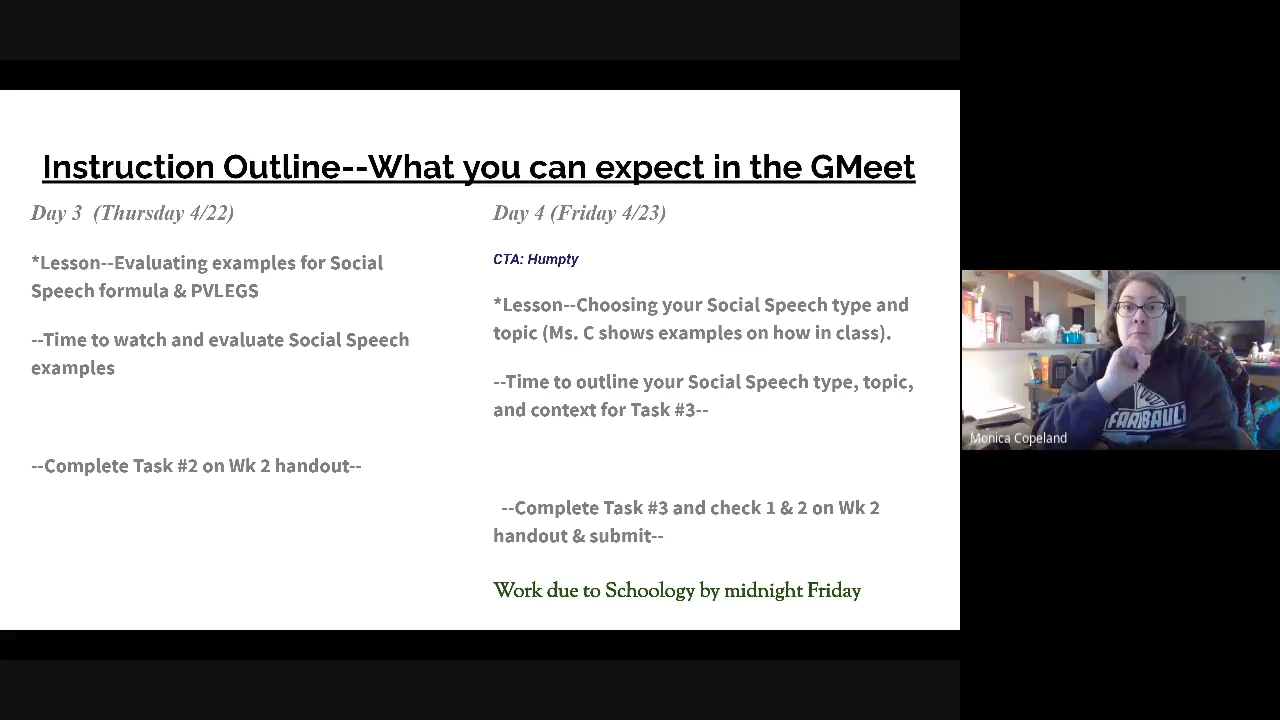 Instruction Outline--What you can expect in the GMeet
Day 3 (Thursday 4/22)
*Lesson--Evaluating examples for Social
Speech formula & PVLEGS
--Time to watch and evaluate Social Speech
examples
--Complete Task #2 on Wk 2 handout--
Day 4 (Friday 4/23)
CTA: Humpty
*Lesson--Choosing your Social Speech type and
topic (Ms. C shows examples on how in class).
--Time to outline your Social Speech type, topic,
and context for Task #3--
--Complete Task #3 and check 1 & 2 on Wk 2
handout & submit--
Work due to Schoology by midnight Friday
FARIBAULT
Monica Copeland